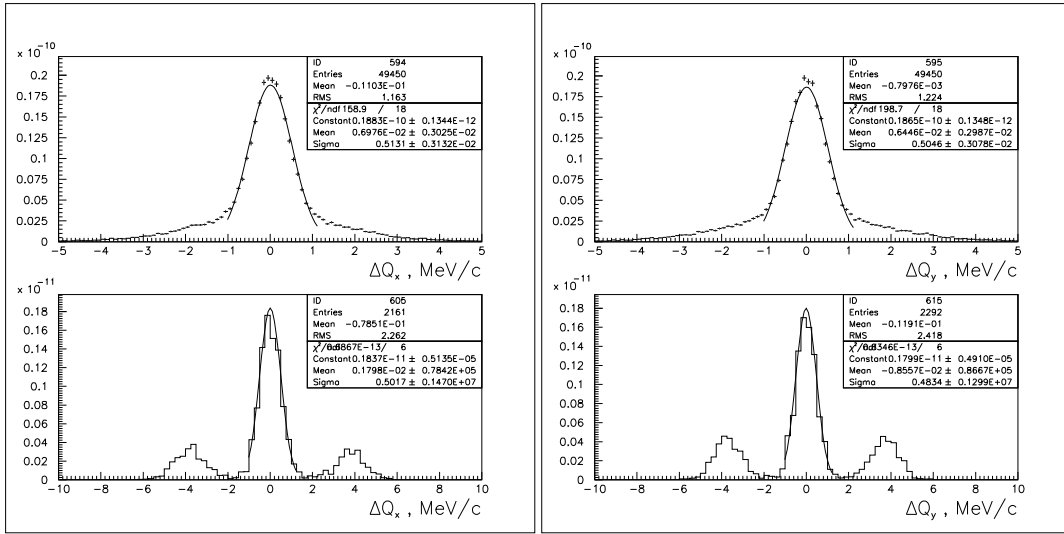 x 10 -10
ID 594
Entries 49450
Mean -0.1103E-01
RMS 1.163
χ²/ndf 158.9 / 18
Constant 0.1883E-10 ± 0.1344E-12
Mean 0.6976E-02 ± 0.3025E-02
Sigma 0.5131 ± 0.3132E-02
0.2
0.175
0.15
0.125
0.1
0.075
0.05
0.025
0
-5 -4 -3 -2 -1 0 1 2 3 4 5
ΔQx , MeV/c
x 10 -11
ID 605
Entries 2161
Mean -0.7851E-01
RMS 2.262
χ²/ndf 867E-13/ 6
Constant 0.1837E-11 ± 0.5135E-05
Mean 0.1798E-02 ± 0.7842E+05
Sigma 0.5017 ± 0.1470E+07
0.18
0.16
0.14
0.12
0.1
0.08
0.06
0.04
0.02
0
-10 -8 -6 -4 -2 0 2 4 6 8 10
ΔQx , MeV/c
x 10 -10
ID 595
Entries 49450
Mean -0.7976E-03
RMS 1.224
χ²/ndf 198.7 / 18
Constant 0.1865E-10 ± 0.1348E-12
Mean 0.6446E-02 ± 0.2987E-02
Sigma 0.5046 ± 0.3078E-02
0.2
0.175
0.15
0.125
0.1
0.075
0.05
0.025
0
-5 -4 -3 -2 -1 0 1 2 3 4 5
ΔQy , MeV/c
x 10 -11
ID 615
Entries 2292
Mean -0.1191E-01
RMS 2.418
χ²/ndf 346E-13/ 6
Constant 0.1799E-11 ± 0.4910E-05
Mean -0.8557E-02 ± 0.8667E+05
Sigma 0.4834 ± 0.1299E+07
0.18
0.16
0.14
0.12
0.1
0.08
0.06
0.04
0.02
0
-10 -8 -6 -4 -2 0 2 4 6 8 10
ΔQy , MeV/c